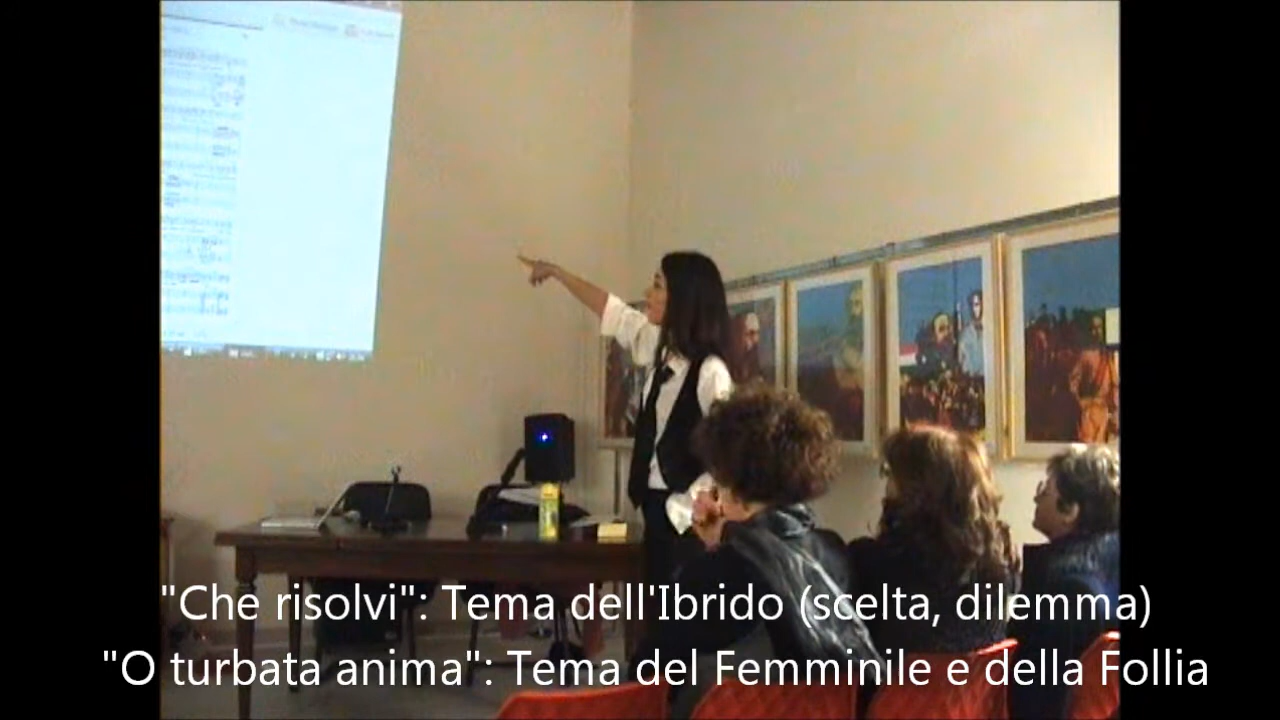 "Che risolvi": Tema dell'Ibrido (scelta, dilemma)
"O turbata anima": Tema del Femminile e della Follia